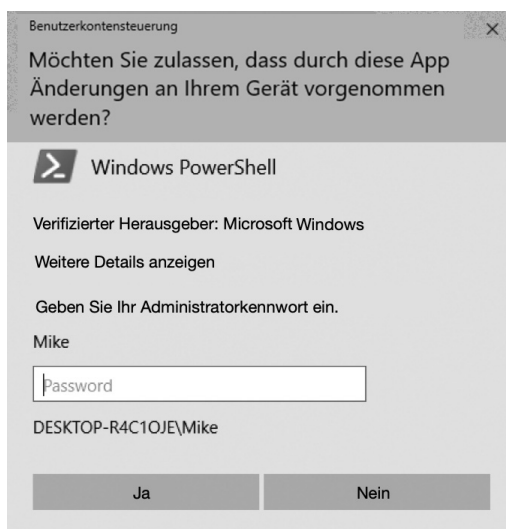 Benutzerkontensteuerung
Möchten Sie zulassen, dass durch diese App
Änderungen an Ihrem Gerät vorgenommen
werden?
Windows PowerShell
Verifizierter Herausgeber: Microsoft Windows
Weitere Details anzeigen
Geben Sie Ihr Administratorkennwort ein.
Mike
Password
DESKTOP-R4C1OJE\Mike
Ja Nein